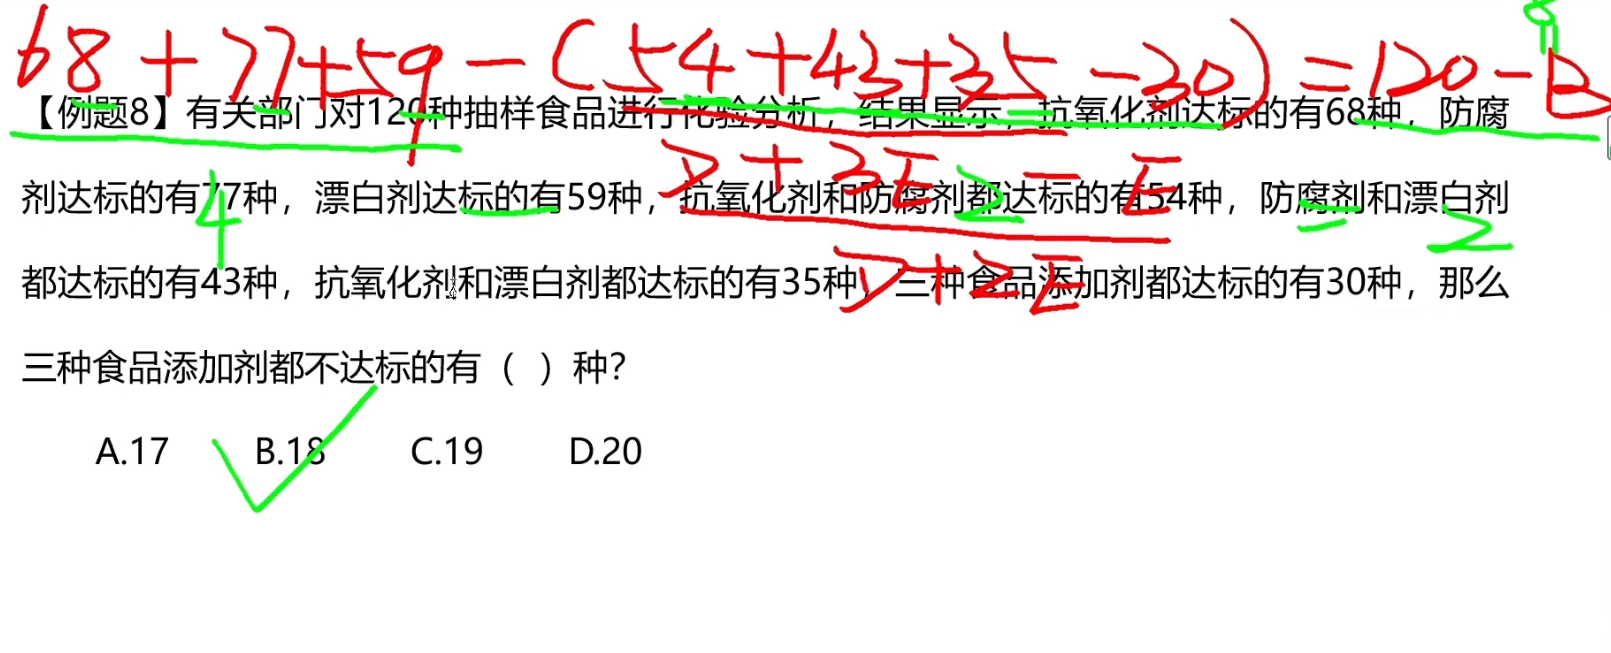 8
68+77+59-(54+43+35-30)=120-B
【例题8】有关部门对120种抽样食品进行化验分析，结果显示，抗氧化剂达标的有68种，防腐
D+3E-E
剂达标的有77种，漂白剂达标的有59种，抗氧化剂和防腐剂都达标的有54种，防腐剂和漂白剂
4 2 2
D+2E
都达标的有43种，抗氧化剂和漂白剂都达标的有35种，三种食品添加剂都达标的有30种，那么
三种食品添加剂都不达标的有（ ）种？
A.17 B.18 C.19 D.20